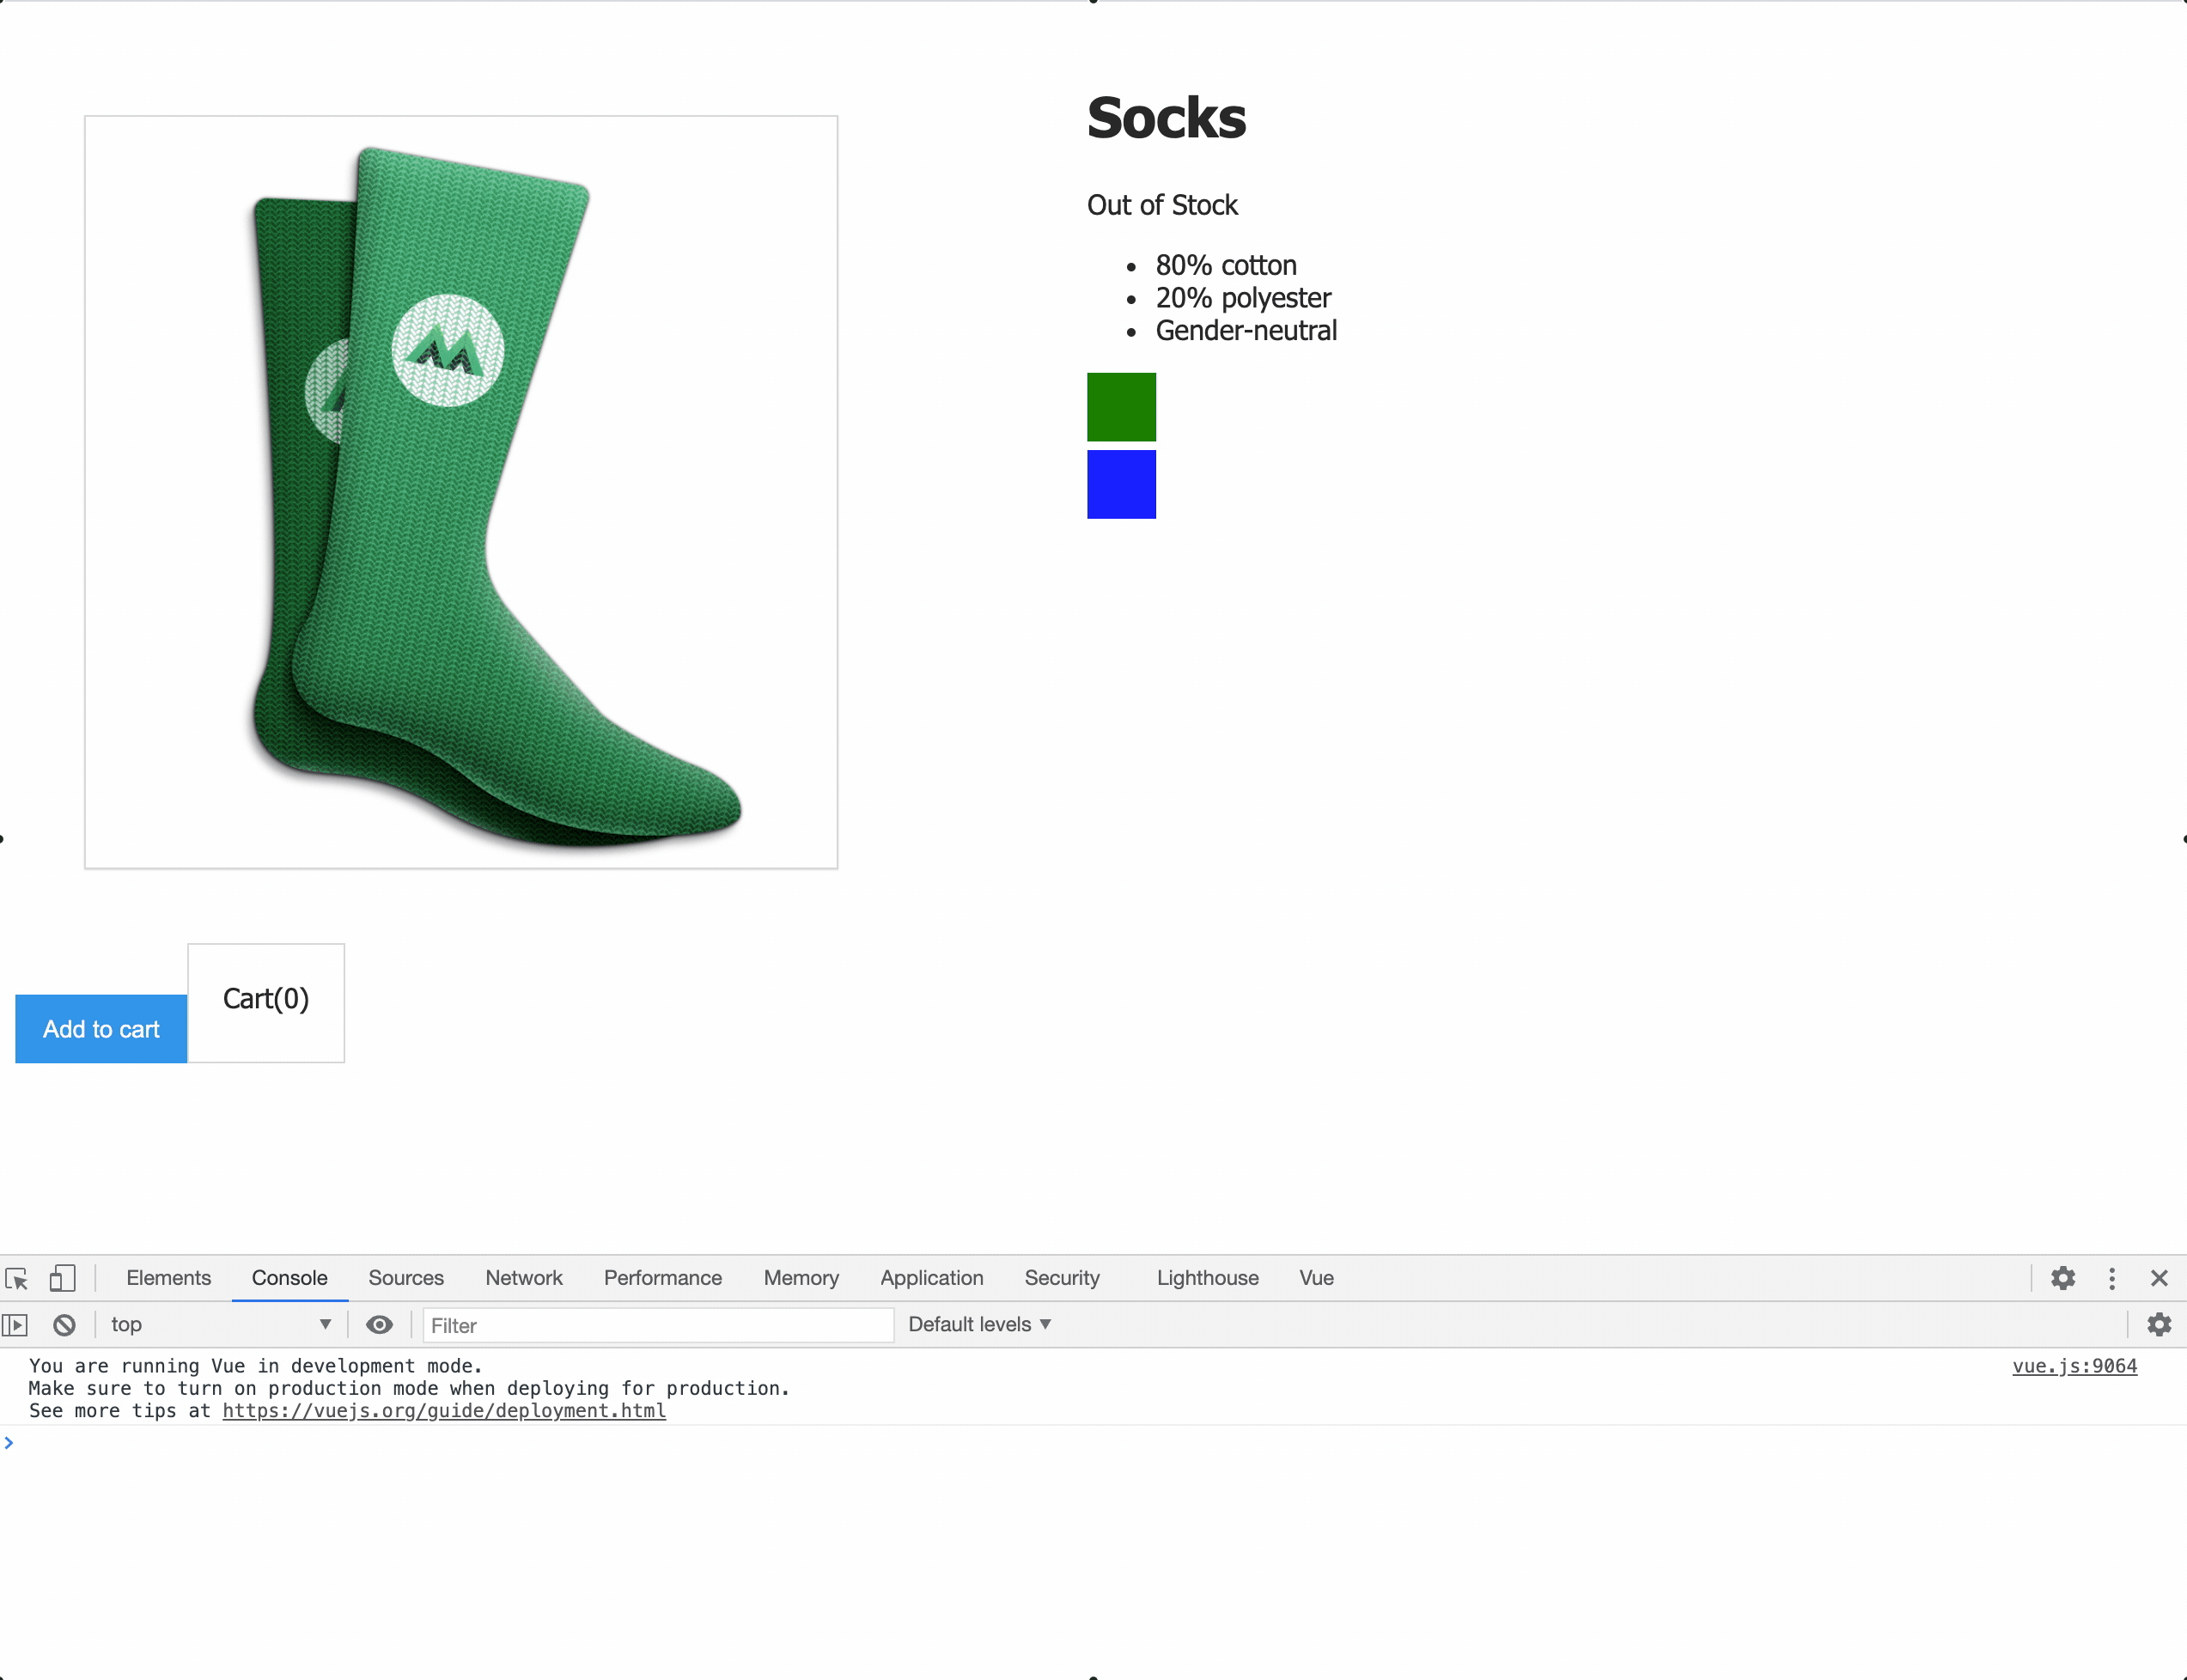 Socks
Out of Stock
80% cotton
20% polyester
Gender-neutral
Cart(0)
Add to cart
Elements Console Sources Network Performance Memory Application Security Lighthouse Vue
top Filter Default levels
You are running Vue in development mode. vue.js:9064
Make sure to turn on production mode when deploying for production.
See more tips at https://vuejs.org/guide/deployment.html